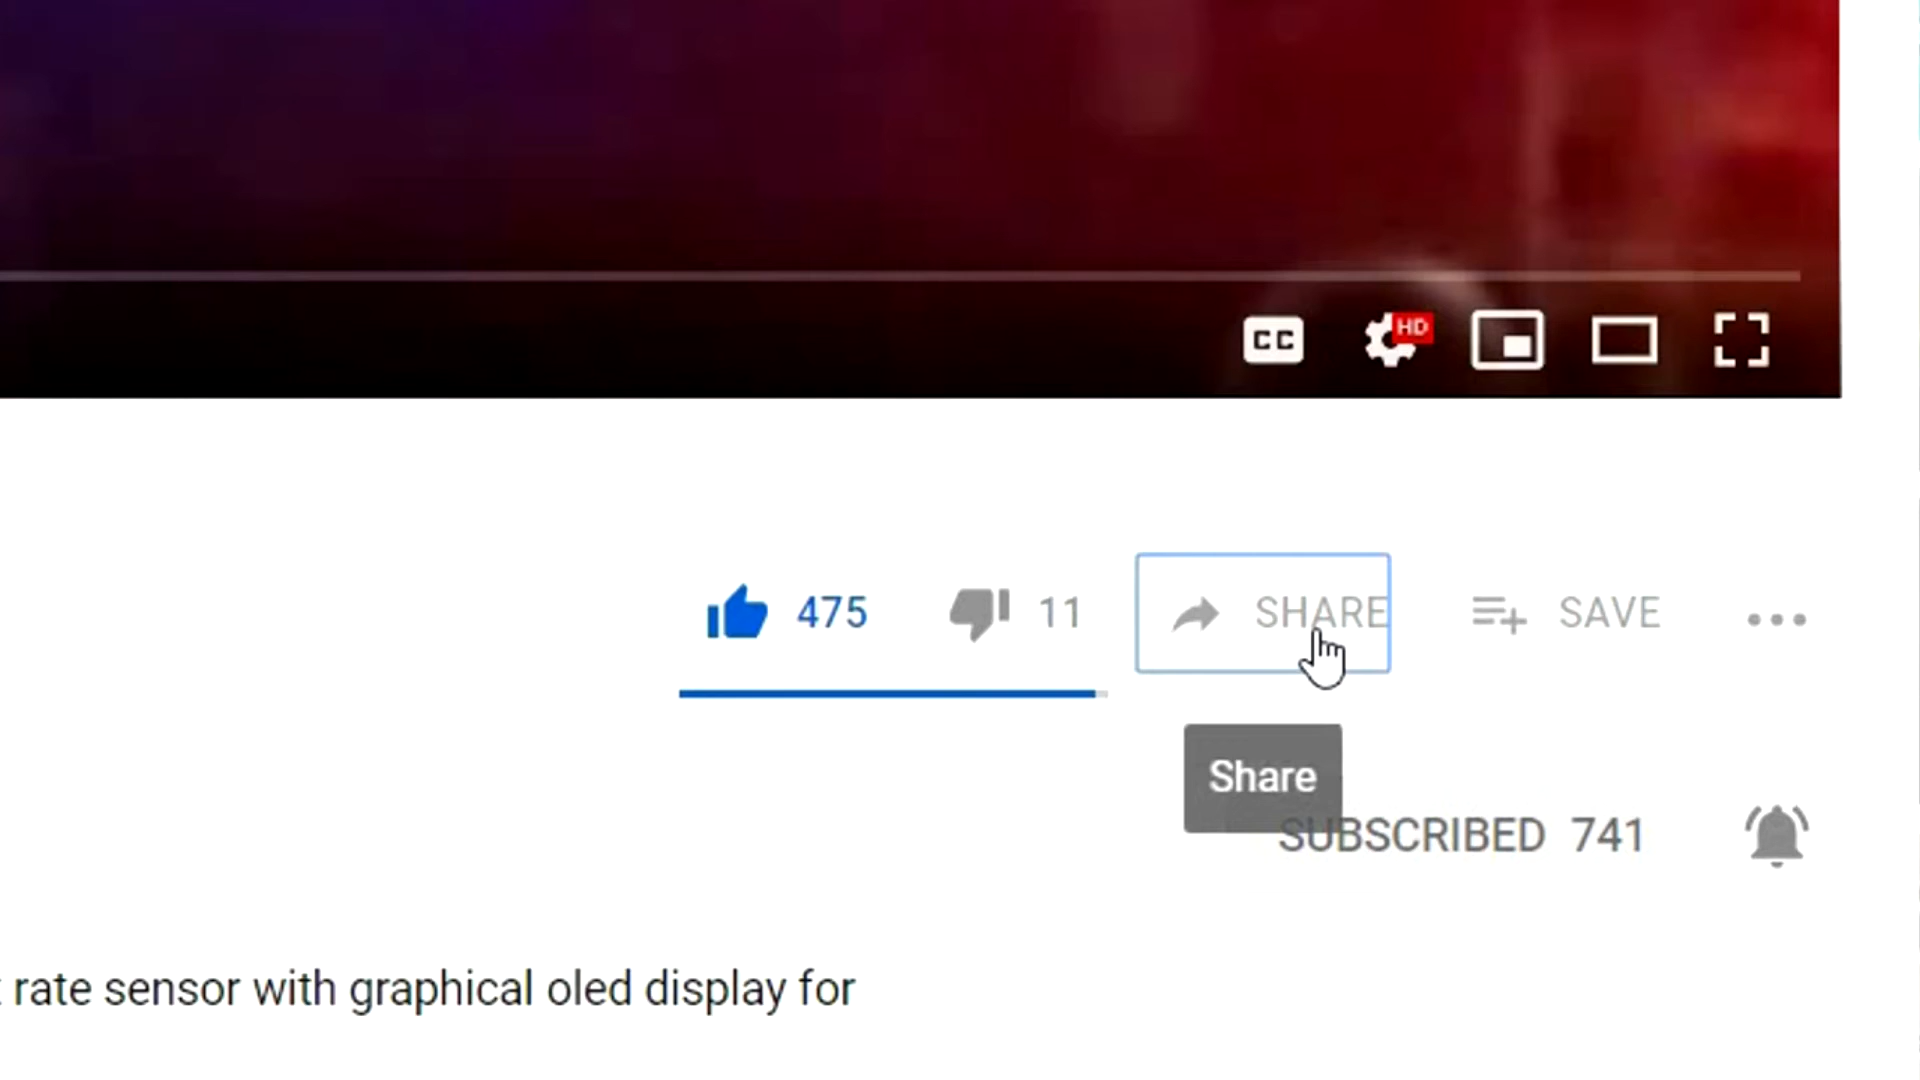 CC HD
475 11 SHARE SAVE
Share
SUBSCRIBED 741
rate sensor with graphical oled display for